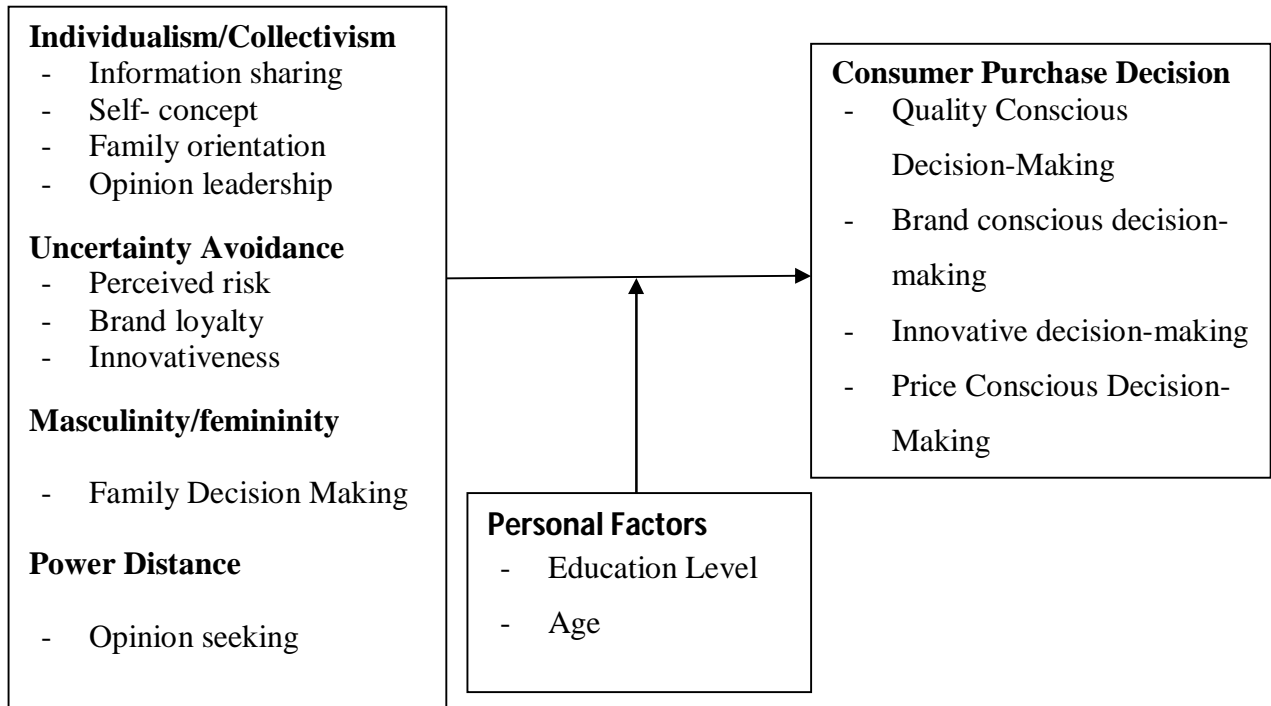 Individualism/Collectivism
- Information sharing
- Self- concept
- Family orientation
- Opinion leadership
Uncertainty Avoidance
- Perceived risk
- Brand loyalty
- Innovativeness
Masculinity/femininity
- Family Decision Making
Power Distance
- Opinion seeking
Personal Factors
- Education Level
- Age
Consumer Purchase Decision
- Quality Conscious
Decision-Making
- Brand conscious decision-
making
- Innovative decision-making
- Price Conscious Decision-
Making